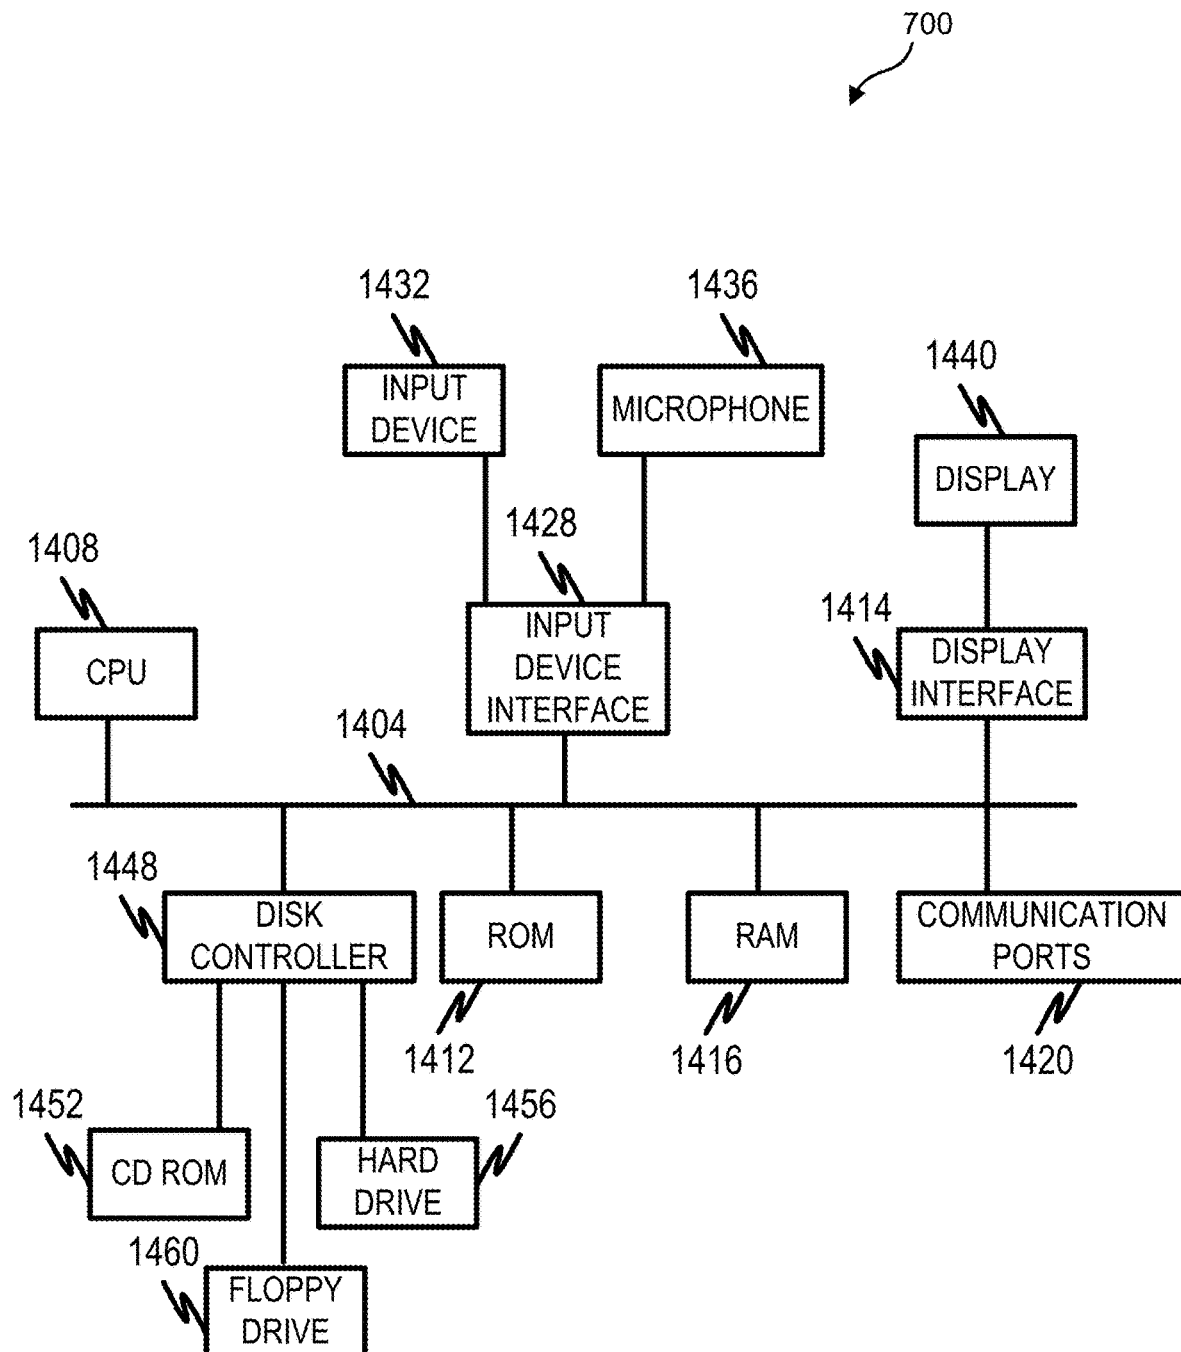 700
1432
1436
INPUT
DEVICE
MICROPHONE
1440
DISPLAY
1408
1428
CPU
INPUT
DEVICE
INTERFACE
1414
DISPLAY
INTERFACE
1404
1448
DISK
CONTROLLER
ROM
RAM
COMMUNICATION
PORTS
1412
1416
1420
1452
1456
CD ROM
HARD
DRIVE
1460
FLOPPY
DRIVE